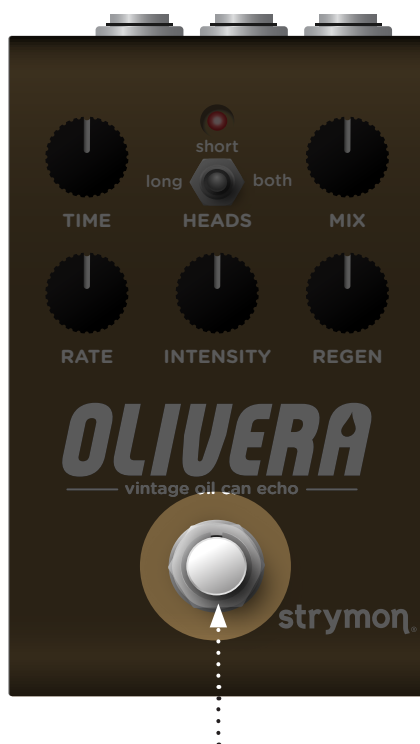 short
long both
TIME HEADS MIX
RATE INTENSITY REGEN
OLIVERA
vintage oil can echo
strymon®